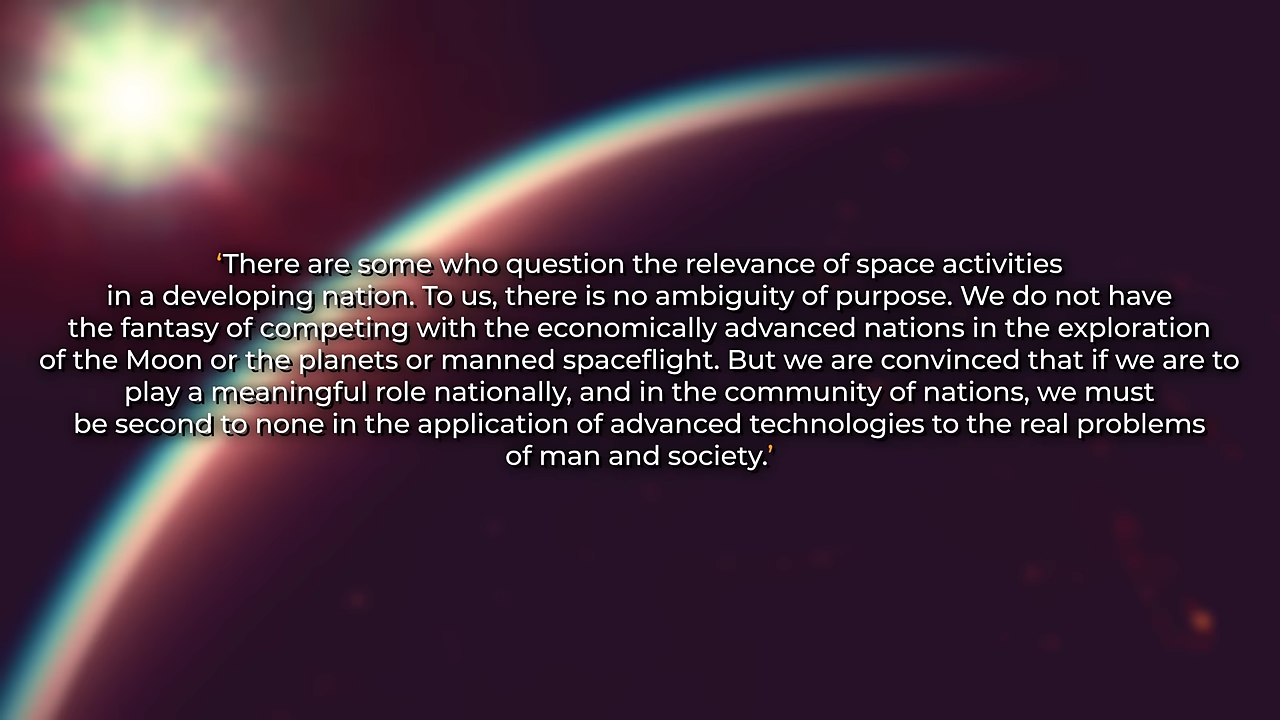 ‘There are some who question the relevance of space activities
in a developing nation. To us, there is no ambiguity of purpose. We do not have
the fantasy of competing with the economically advanced nations in the exploration
of the Moon or the planets or manned spaceflight. But we are convinced that if we are to
play a meaningful role nationally, and in the community of nations, we must
be second to none in the application of advanced technologies to the real problems
of man and society.’